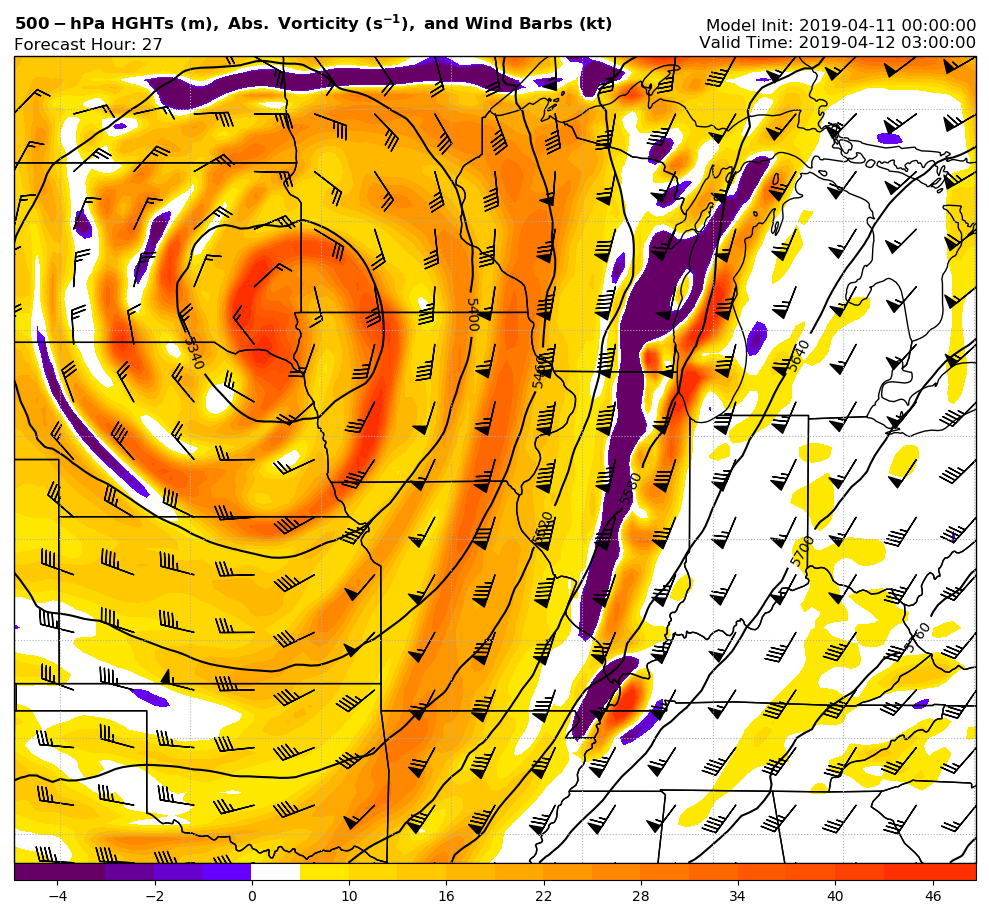 500 − hPa HGHTs (m), Abs. Vorticity (s⁻¹), and Wind Barbs (kt)
Forecast Hour: 27
Model Init: 2019-04-11 00:00:00
Valid Time: 2019-04-12 03:00:00
5340
5400
5460
5580
5640
5700
5760
−4 −2 0 10 16 22 28 34 40 46